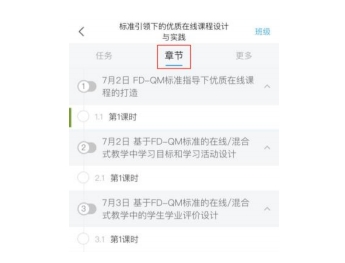 标准引领下的优质在线课程设计
与实践
班级
任务
章节
更多
1 7月2日 FD-QM标准指导下优质在线课
程的打造
1.1 第1课时
2 7月2日 基于FD-QM标准的在线/混合
式教学中学习目标和学习活动设计
2.1 第1课时
3 7月3日 基于FD-QM标准的在线/混合
式教学中的学生学业评价设计
3.1 第1课时